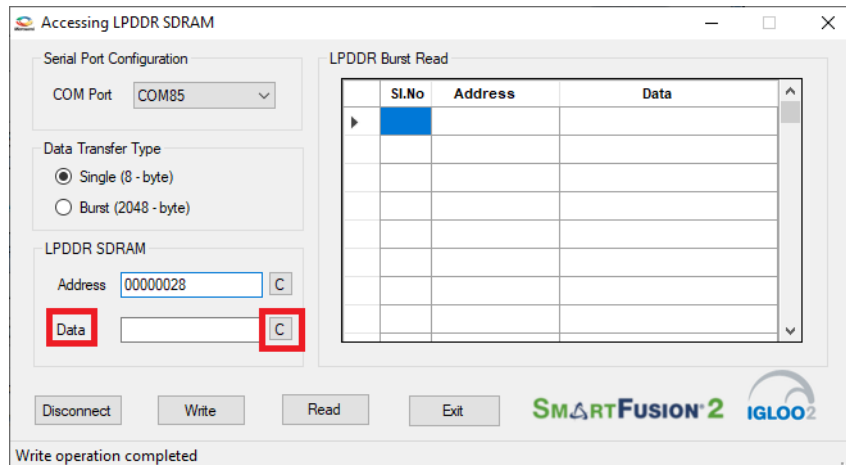 Accessing LPDDR SDRAM
Serial Port Configuration
COM Port COM85
Data Transfer Type
Single (8 - byte)
Burst (2048 - byte)
LPDDR SDRAM
Address 00000028 C
Data C
LPDDR Burst Read
Sl.No Address Data
Disconnect Write Read Exit
SMARTFUSION®2 IGLOO2
Write operation completed